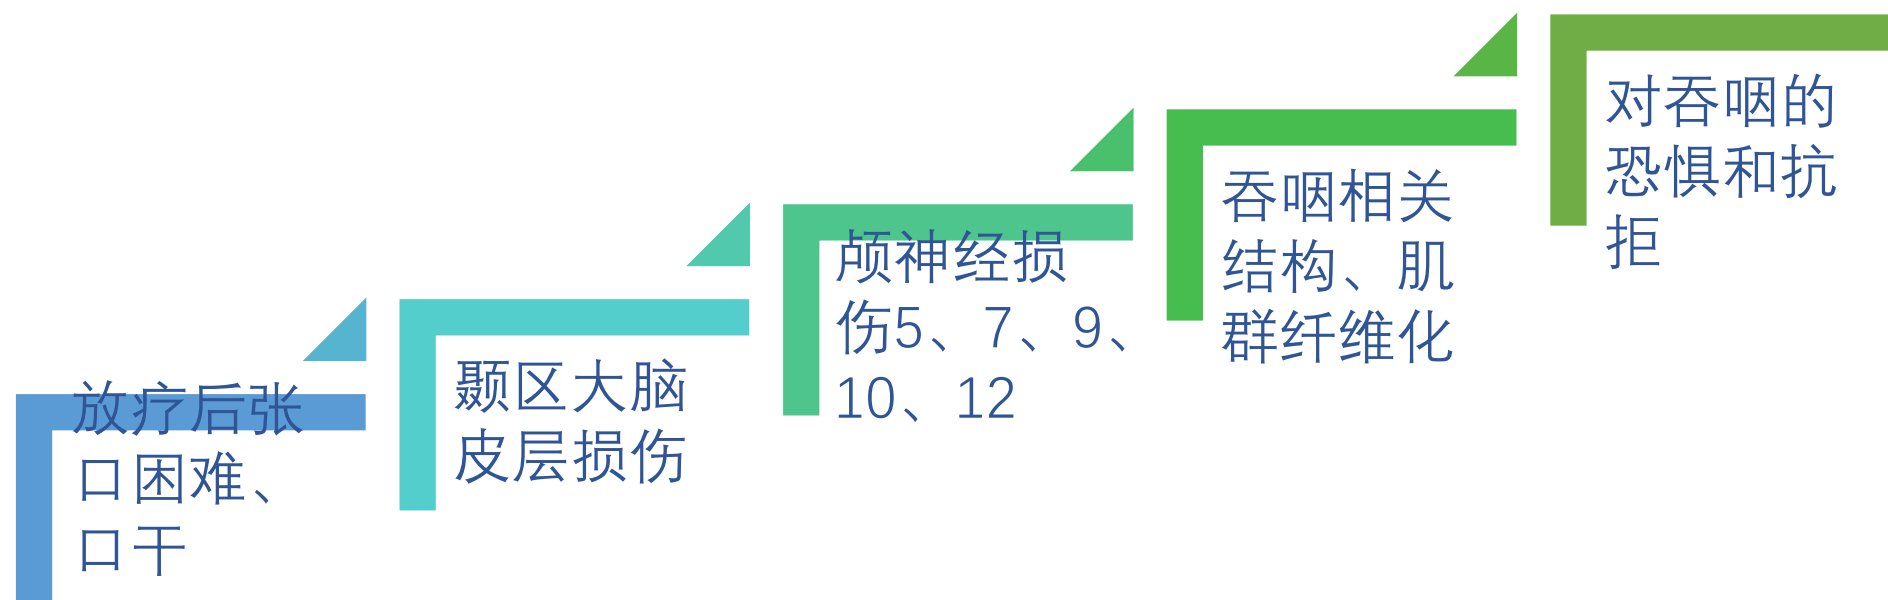 放疗后张
口困难、
口干
颞区大脑
皮层损伤
颅神经损
伤5、7、9、
10、12
吞咽相关
结构、肌
群纤维化
对吞咽的
恐惧和抗
拒